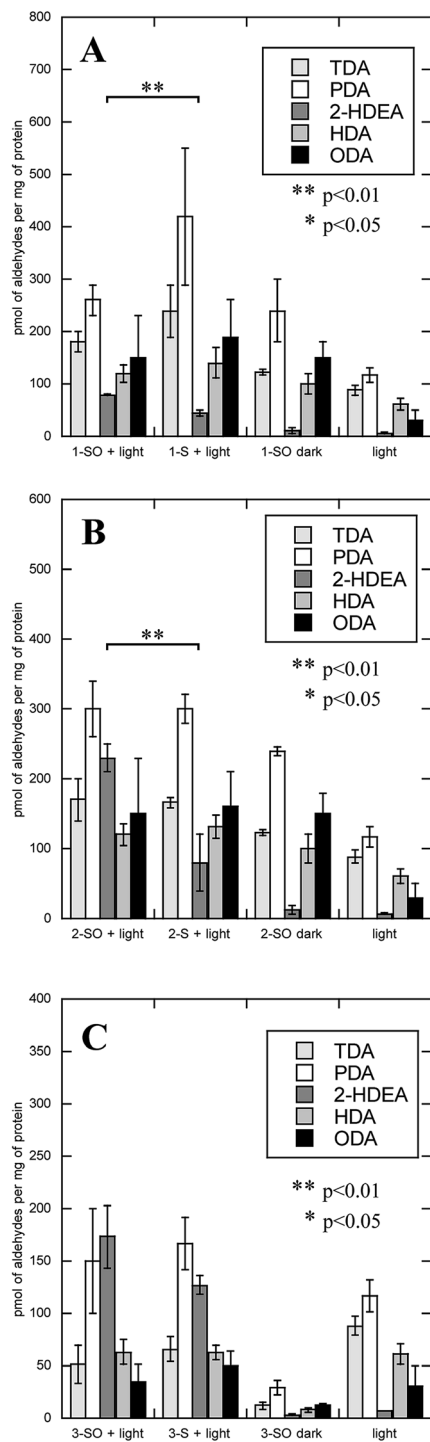 800
A
TDA
PDA
2-HDEA
HDA
ODA
700
600
500
400
300
200
100
0
**
** p<0.01
* p<0.05
pmol of aldehydes per mg of protein
1-SO + light 1-S + light 1-SO dark light
600
B
TDA
PDA
2-HDEA
HDA
ODA
500
400
300
200
100
0
**
** p<0.01
* p<0.05
pmol of aldehydes per mg of protein
2-SO + light 2-S + light 2-SO dark light
400
C
TDA
PDA
2-HDEA
HDA
ODA
350
300
250
200
150
100
50
0
** p<0.01
* p<0.05
pmol of aldehydes per mg of protein
3-SO + light 3-S + light 3-SO dark light